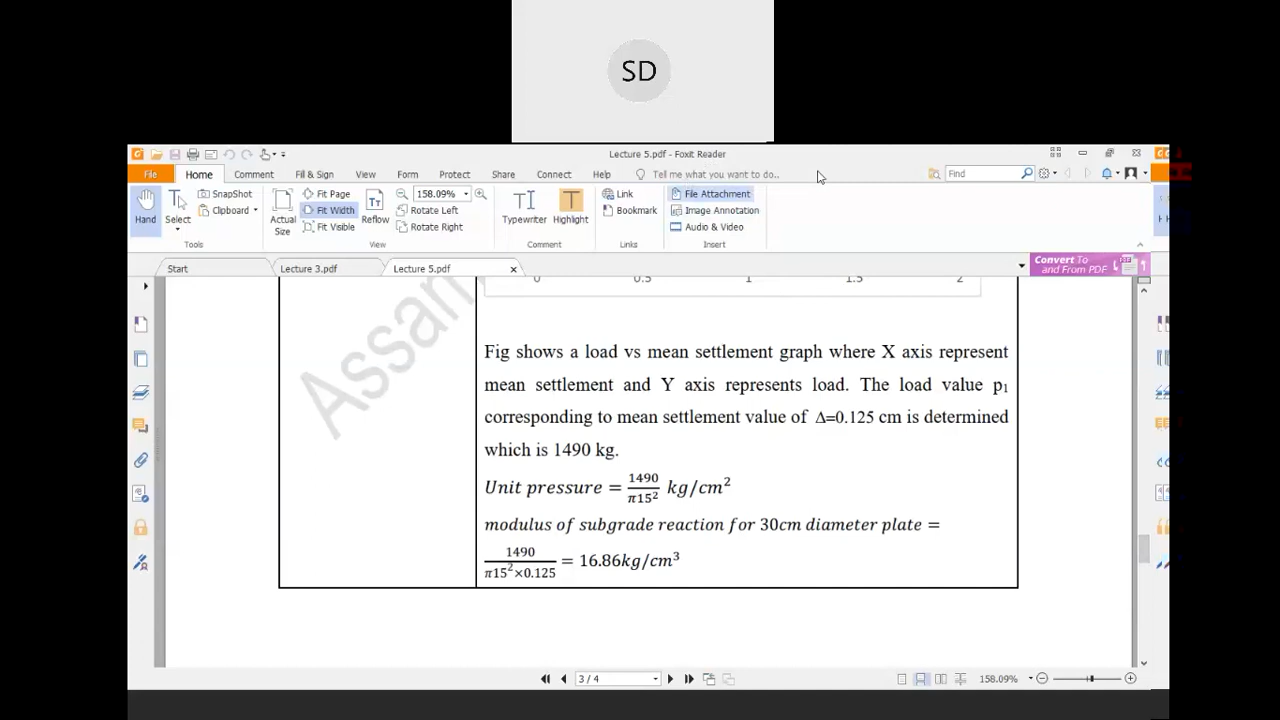 SD
Lecture 5.pdf - Foxit Reader
File Home Comment View Form Protect Share Connect Help Tell me what you want to do.. Find
Fill & Sign
SnapShot
Clipboard
Hand Select
Tools
Actual Size
Fit Page
Fit Width
Fit Visible
Reflow
158.09%
Rotate Left
Rotate Right
View
Typewriter Highlight
Comment
Link
Bookmark
Links
File Attachment
Image Annotation
Audio & Video
Insert
Start Lecture 3.pdf Lecture 5.pdf
Convert To
and From PDF
0 0.5 1 1.5 2
Assam
Fig shows a load vs mean settlement graph where X axis represent
mean settlement and Y axis represents load. The load value p₁
corresponding to mean settlement value of Δ=0.125 cm is determined
which is 1490 kg.
Unit pressure = 1490/π15² kg/cm²
modulus of subgrade reaction for 30cm diameter plate =
1490/π15²×0.125 = 16.86kg/cm³
3 / 4
158.09%